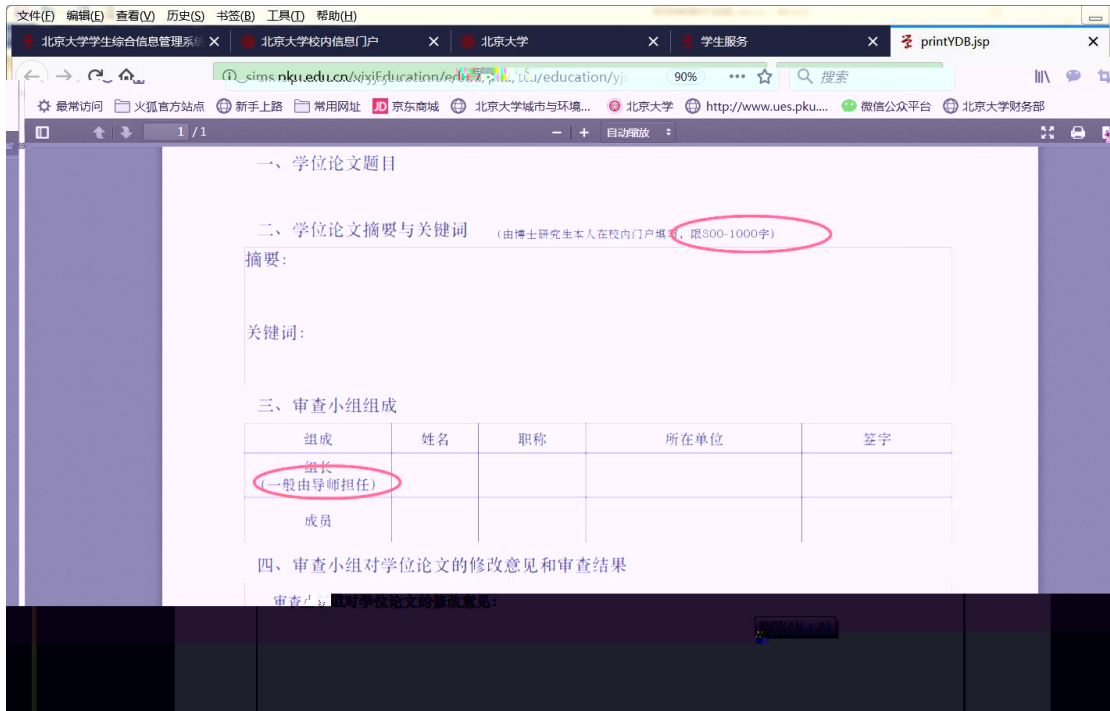 文件(F) 编辑(E) 查看(V) 历史(S) 书签(B) 工具(T) 帮助(H)
北京大学学生综合信息管理系统 北京大学校内信息门户 北京大学 学生服务 printYDB.jsp
sims.pku.edu.cn/ education/yj 90% 搜索
最常访问 火狐官方站点 新手上路 常用网址 JD 京东商城 北京大学城市与环境... 北京大学 http://www.ues.pku.... 微信公众平台 北京大学财务部
1 / 1 自动缩放
一、学位论文题目
二、学位论文摘要与关键词 (由博士研究生本人在校内门户填写，限800-1000字)
摘要:
关键词:
三、审查小组组成
组成 姓名 职称 所在单位 签字
组长
(一般由导师担任)
成员
四、审查小组对学位论文的修改意见和审查结果
审查小组对学位论文的修改意见: